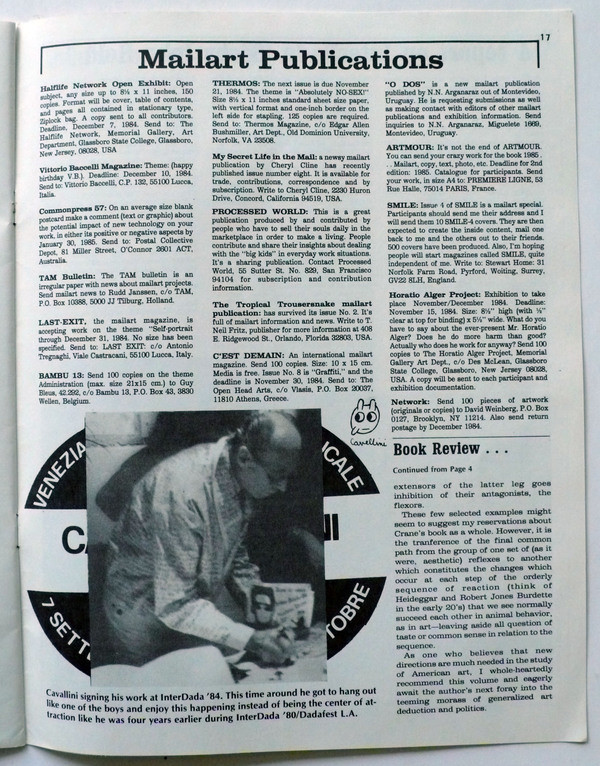 17
Mailart Publications
Halflife Network Open Exhibit: Open
subject, any size up to 8½ x 11 inches, 150
copies. Format will be cover, table of contents,
and pages all contained in stationary type,
Ziplock bag. A copy sent to all contributors.
Deadline, December 7, 1984. Send to: The
Halflife Network, Memorial Gallery, Art
Department, Glassboro State College, Glassboro,
New Jersey, 08028, USA
Vittorio Baccelli Magazine: Theme: (happy
birthday V.B.). Deadline: December 10, 1984.
Send to: Vittorio Baccelli, C.P. 132, 55100 Lucca,
Italia.
Commonpress 57: On an average size blank
postcard make a comment (text or graphic) about
the potential impact of new technology on your
work, in either its positive or negative aspects by
January 30, 1985. Send to: Postal Collective
Depot, 81 Miller Street, O'Connor 2601 ACT,
Australia.
TAM Bulletin: The TAM bulletin is an
irregular paper with news about mailart projects.
Send mailart news to Rudd Janssen, c/o TAM,
P.O. Box 10388, 5000 JJ Tilburg, Holland.
LAST-EXIT, the mailart magazine, is
accepting work on the theme "Self-portrait
through December 31, 1984. No size has been
specified. Send to: LAST EXIT: c/o Antonio
Tregnaghi, Viale Castracani, 55100 Lucca, Italy.
BAMBU 13: Send 100 copies on the theme
Administration (max. size 21x15 cm.) to Guy
Bleus, 42.292, c/o Bambu 13, P.O. Box 43, 3830
Wellen, Belgium.
THERMOS: The next issue is due November
21, 1984. The theme is "Absolutely NO-SEX!"
Size 8½ x 11 inches standard sheet size paper,
with vertical format and one-inch border on the
left side for stapling. 125 copies are required.
Send to: Thermos Magazine, c/o Edgar Allen
Bushmiller, Art Dept., Old Dominion University,
Norfolk, VA 23508.
My Secret Life in the Mail: a newsy mailart
publication by Cheryl Cline has recently
published issue number eight. It is available for
trade, contributions, correspondence and by
subscription. Write to Cheryl Cline, 2230 Huron
Drive, Concord, California 94519, USA.
PROCESSED WORLD: This is a great
publication produced by and contributed by
people who have to sell their souls daily in the
marketplace in order to make a living. People
contribute and share their insights about dealing
with the "big kids" in everyday work situations.
It's a sharing publication. Contact Processed
World, 55 Sutter St. No. 829, San Francisco
94104 for subscription and contribution
information.
The Tropical Trousersnake mailart
publication: has survived its issue No. 2. It's
full of mailart information and news. Write to T.
Neil Fritz, publisher for more information at 408
E. Ridgewood St., Orlando, Florida 32803, USA.
C'EST DEMAIN: An international mailart
magazine. Send 100 copies. Size: 10 x 15 cm.
Media is free. Issue No. 8 is "Graffiti," and the
deadline is November 30, 1984. Send to: The
Open Head Arts, c/o Vlasis, P.O. Box 20037,
11810 Athens, Greece.
"O DOS" is a new mailart publication
published by N.N. Arganaraz out of Montevideo,
Uruguay. He is requesting submissions as well
as making contact with editors of other mailart
publications and exhibition information. Send
inquiries to N.N. Arganaraz, Miguelete 1669,
Montevideo, Uruguay.
ARTMOUR: It's not the end of ARTMOUR.
You can send your crazy work for the book 1985 . .
. Mailart, copy, text, photo, etc. Deadline for 2nd
edition: 1985. Catalogue for participants. Send
your work, in size A4 to: PREMIERE LIGNE, 53
Rue Halle, 75014 PARIS, France.
SMILE: Issue 4 of SMILE is a mailart special.
Participants should send me their address and I
will send them 10 SMILE-4 covers. They are then
expected to create the inside content, mail one
back to me and the others out to their friends.
500 covers have been produced. Also, I'm hoping
people will start magazines called SMILE, quite
independent of mine. Write to: Stewart Home: 31
Norfolk Farm Road, Pyrford, Woiting, Surrey,
GV22 8LH, England.
Horatio Alger Project: Exhibition to take
place November/December 1984. Deadline:
November 15, 1984. Size: 8½" high (with ½"
clear at top for binding) x 5½" wide. What do you
have to say about the ever-present Mr. Horatio
Alger? Does he do more harm than good?
Actually who does he work for anyway? Send 100
copies to The Horatio Alger Project, Memorial
Gallery Art Dept., c/o Des McLean, Glassboro
State College, Glassboro, New Jersey 08028,
USA. A copy will be sent to each participant and
exhibition documentation.
Network: Send 100 pieces of artwork
(originals or copies) to David Weinberg, P.O. Box
0127, Brooklyn, NY 11214. Also send return
postage by December 1984.
Cavellini
VENEZIA
ICALE
CA
NI
7 SETT
TOBRE
Cavallini signing his work at InterDada '84. This time around he got to hang out
like one of the boys and enjoy this happening instead of being the center of at-
traction like he was four years earlier during InterDada '80/Dadafest L.A.
Book Review . . .
Continued from Page 4
extensors of the latter leg goes
inhibition of their antagonists, the
flexors.
These few selected examples might
seem to suggest my reservations about
Crane's book as a whole. However, it is
the tranference of the final common
path from the group of one set of (as it
were, aesthetic) reflexes to another
which constitutes the changes which
occur at each step of the orderly
sequence of reaction (think of
Heidegger and Robert Jones Burdette
in the early 20's) that we see normally
succeed each other in animal behavior,
as in art—leaving aside all question of
taste or common sense in relation to the
sequence.
As one who believes that new
directions are much needed in the study
of American art, I whole-heartedly
recommend this volume and eagerly
await the author's next foray into the
teeming morass of generalized art
deduction and politics.